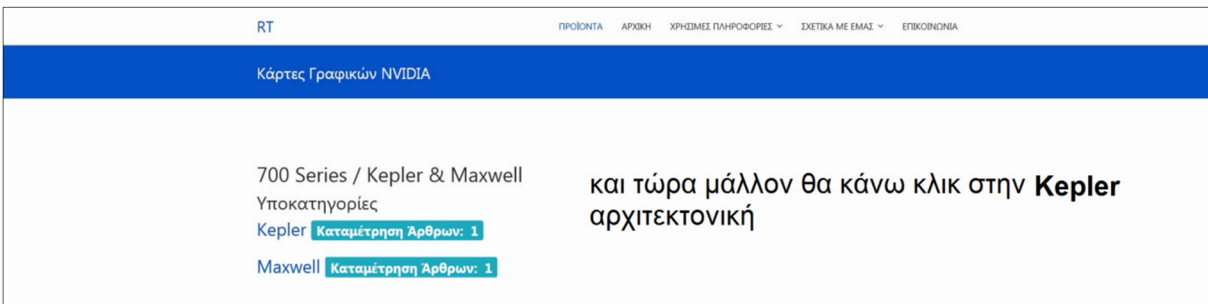 RT ΠΡΟΪΟΝΤΑ ΑΡΧΙΚΗ ΧΡΗΣΙΜΕΣ ΠΛΗΡΟΦΟΡΙΕΣ ΣΧΕΤΙΚΑ ΜΕ ΕΜΑΣ ΕΠΙΚΟΙΝΩΝΙΑ
Κάρτες Γραφικών NVIDIA
700 Series / Kepler & Maxwell
Υποκατηγορίες
Kepler Καταμέτρηση Άρθρων: 1
Maxwell Καταμέτρηση Άρθρων: 1
και τώρα μάλλον θα κάνω κλικ στην Kepler
αρχιτεκτονική